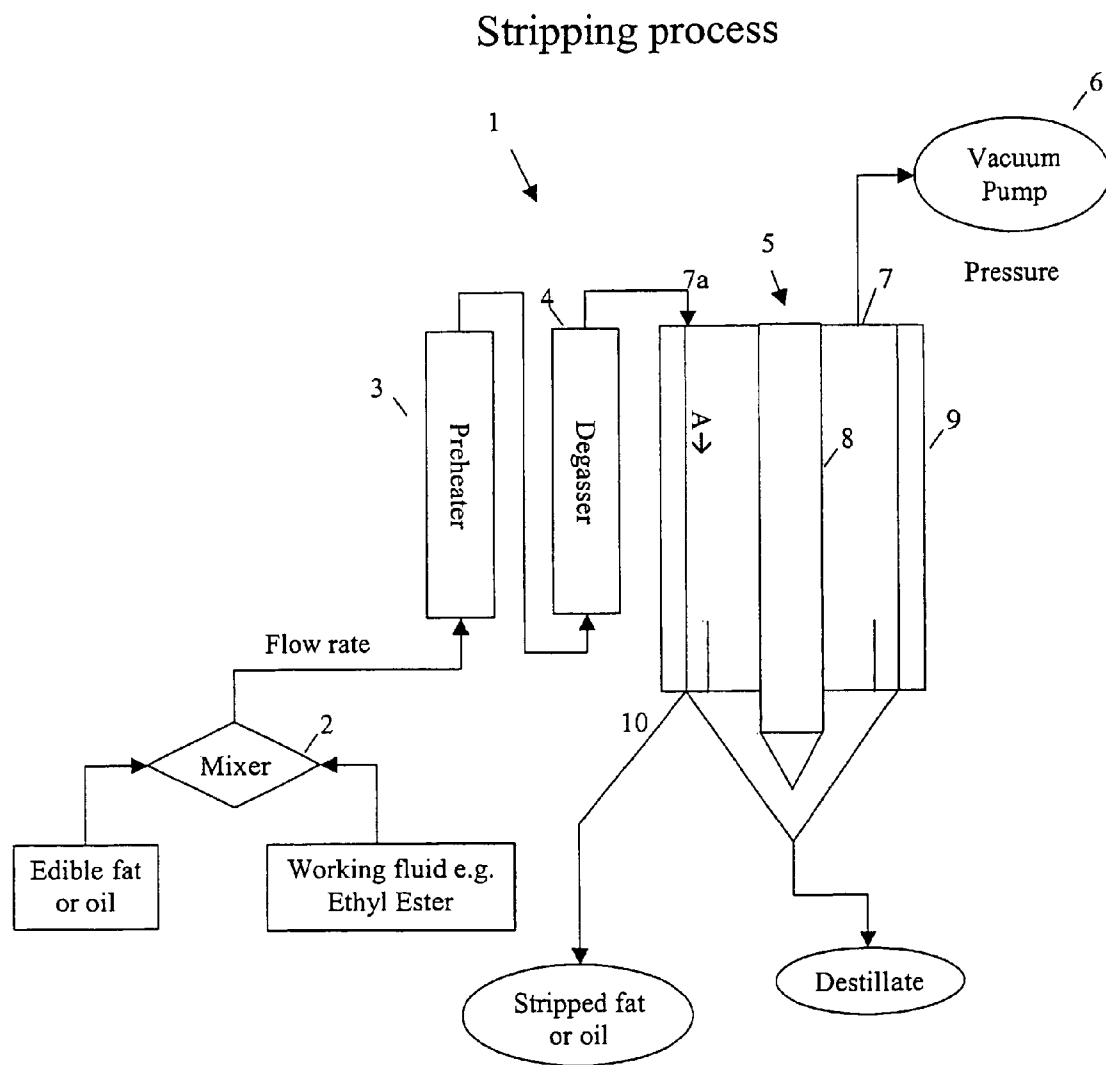 Stripping process
6
1
Vacuum
Pump
5
Pressure
7a
7
4
3
Preheater
Degasser
A
8
9
Flow rate
10
2
Mixer
Edible fat
or oil
Working fluid e.g.
Ethyl Ester
Destillate
Stripped fat
or oil